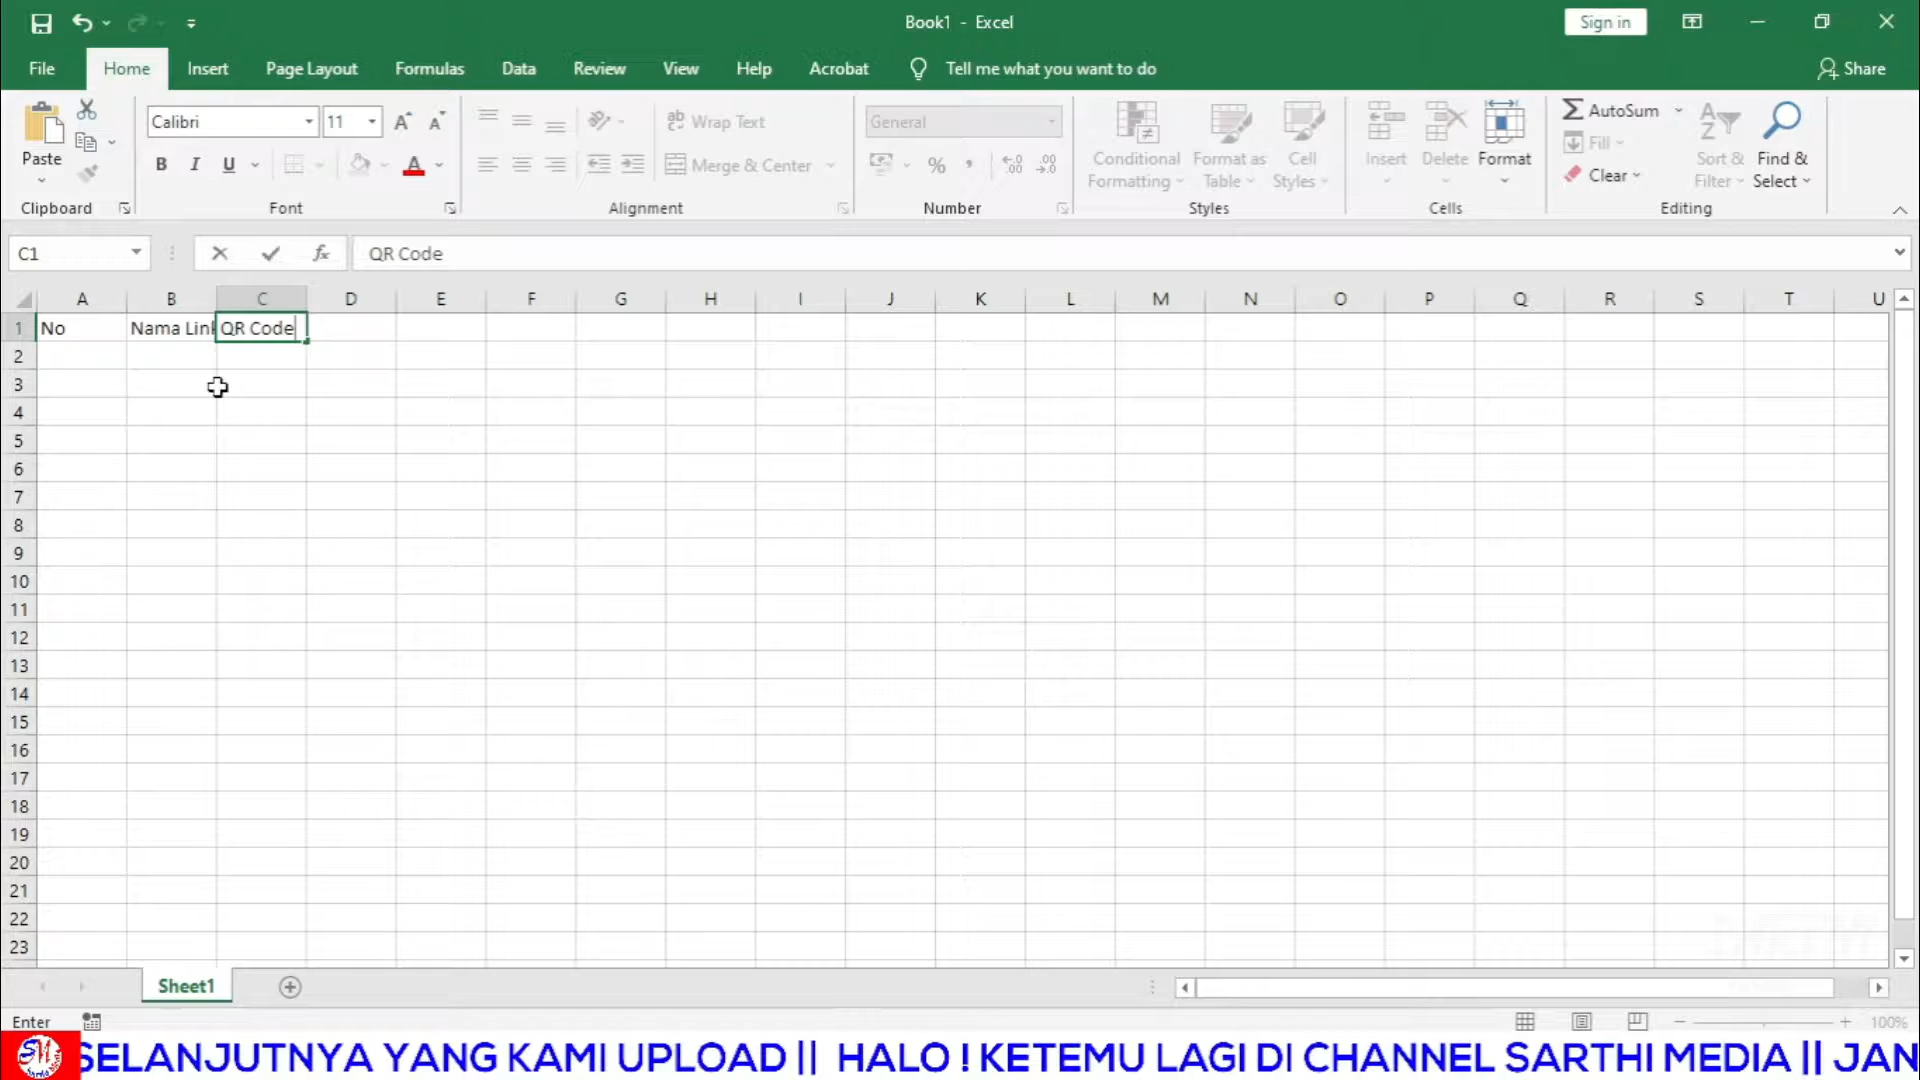 Book1 - Excel
Sign in
File Home Insert Page Layout Formulas Data Review View Help Acrobat Tell me what you want to do Share
Paste
Clipboard
Calibri 11
B I U A
Font
Wrap Text
Merge & Center
Alignment
General
% ,
Number
Conditional Formatting
Format as Table
Cell Styles
Styles
Insert
Delete
Format
Cells
AutoSum
Fill
Clear
Sort & Filter
Find & Select
Editing
C1 fx QR Code
A B C D E F G H I J K L M N O P Q R S T U
1 No Nama Link QR Code
2
3
4
5
6
7
8
9
10
11
12
13
14
15
16
17
18
19
20
21
22
23
Sheet1
Enter 100%
SM SELANJUTNYA YANG KAMI UPLOAD || HALO ! KETEMU LAGI DI CHANNEL SARTHI MEDIA || JAN